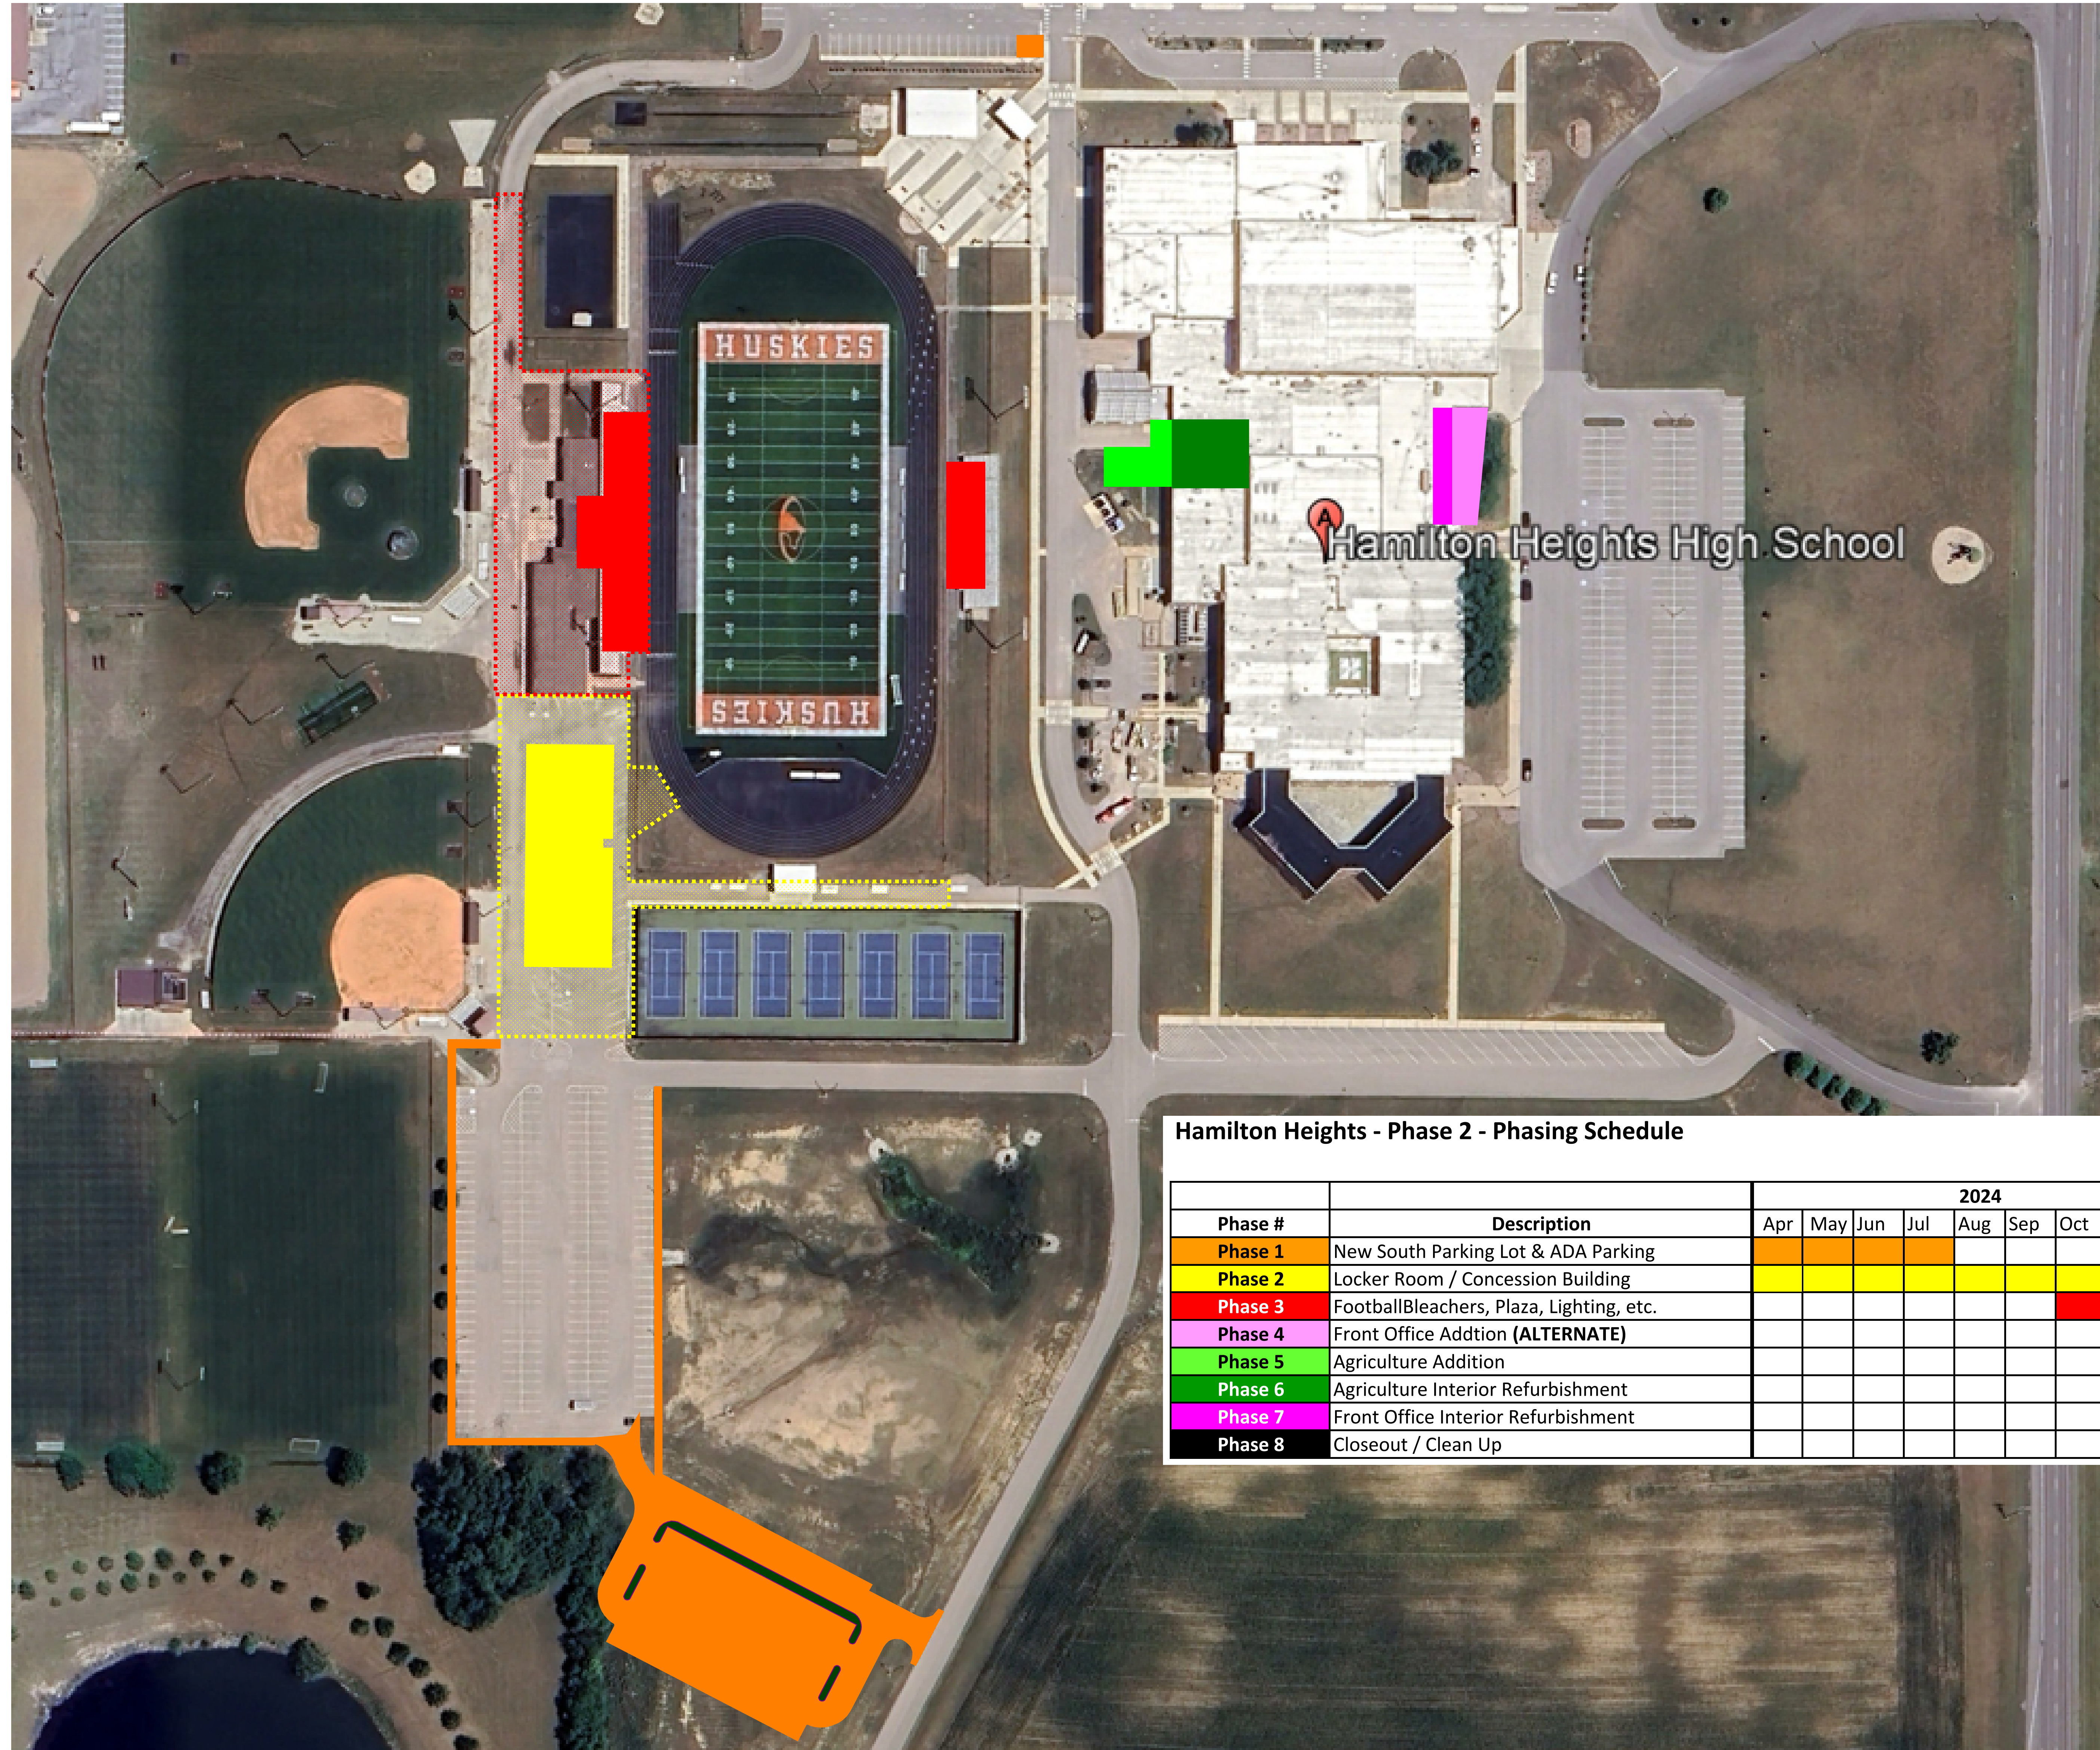 HUSKIES
A
Hamilton Heights High School
HUSKIES
Hamilton Heights - Phase 2 - Phasing Schedule
2024
Phase # Description Apr May Jun Jul Aug Sep Oct
Phase 1 New South Parking Lot & ADA Parking
Phase 2 Locker Room / Concession Building
Phase 3 FootballBleachers, Plaza, Lighting, etc.
Phase 4 Front Office Addtion (ALTERNATE)
Phase 5 Agriculture Addition
Phase 6 Agriculture Interior Refurbishment
Phase 7 Front Office Interior Refurbishment
Phase 8 Closeout / Clean Up